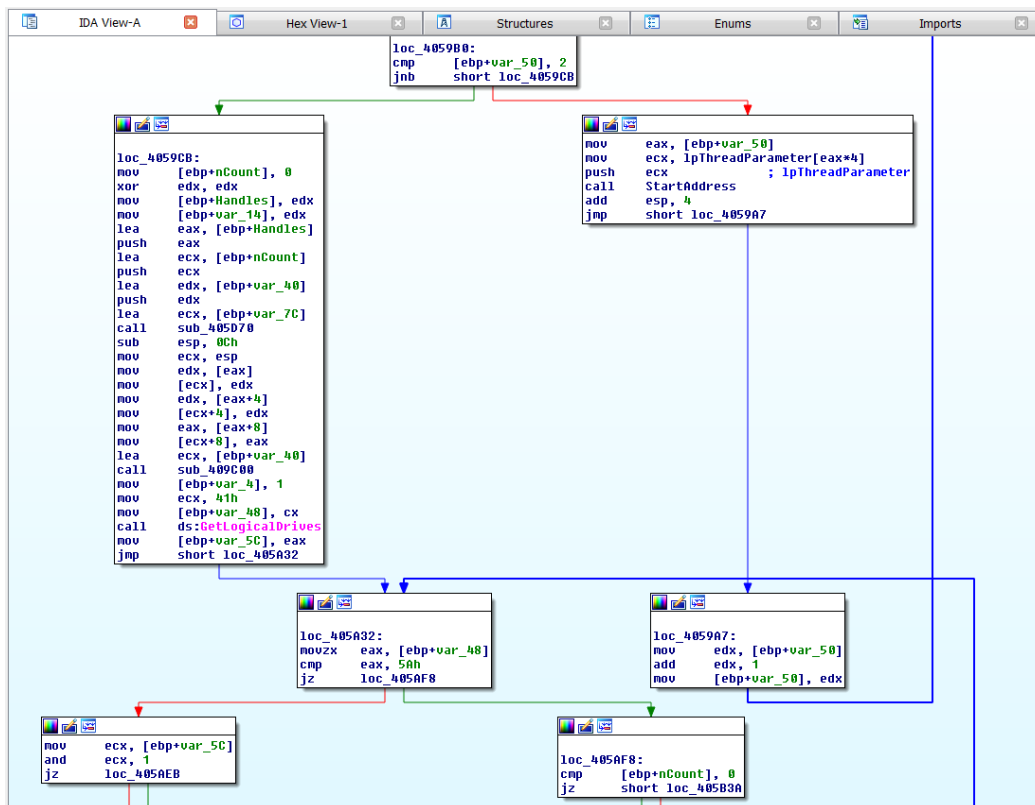 IDA View-A
Hex View-1
Structures
Enums
Imports
loc_4059B0:
cmp [ebp+var_50], 2
jnb short loc_4059CB
loc_4059CB:
mov [ebp+nCount], 0
xor edx, edx
mov [ebp+Handles], edx
mov [ebp+var_14], edx
lea eax, [ebp+Handles]
push eax
lea ecx, [ebp+nCount]
push ecx
lea edx, [ebp+var_40]
push edx
lea ecx, [ebp+var_7C]
call sub_405D70
sub esp, 0Ch
mov ecx, esp
mov edx, [eax]
mov [ecx], edx
mov edx, [eax+4]
mov [ecx+4], edx
mov eax, [eax+8]
mov [ecx+8], eax
lea ecx, [ebp+var_40]
call sub_409C00
mov [ebp+var_4], 1
mov ecx, 41h
mov [ebp+var_48], cx
call ds:GetLogicalDrives
mov [ebp+var_5C], eax
jmp short loc_405A32
mov eax, [ebp+var_50]
mov ecx, lpThreadParameter[eax*4]
push ecx ; lpThreadParameter
call StartAddress
add esp, 4
jmp short loc_4059A7
loc_405A32:
movzx eax, [ebp+var_48]
cmp eax, 5Ah
jz loc_405AF8
loc_4059A7:
mov edx, [ebp+var_50]
add edx, 1
mov [ebp+var_50], edx
mov ecx, [ebp+var_5C]
and ecx, 1
jz loc_405AEB
loc_405AF8:
cmp [ebp+nCount], 0
jz short loc_405B3A